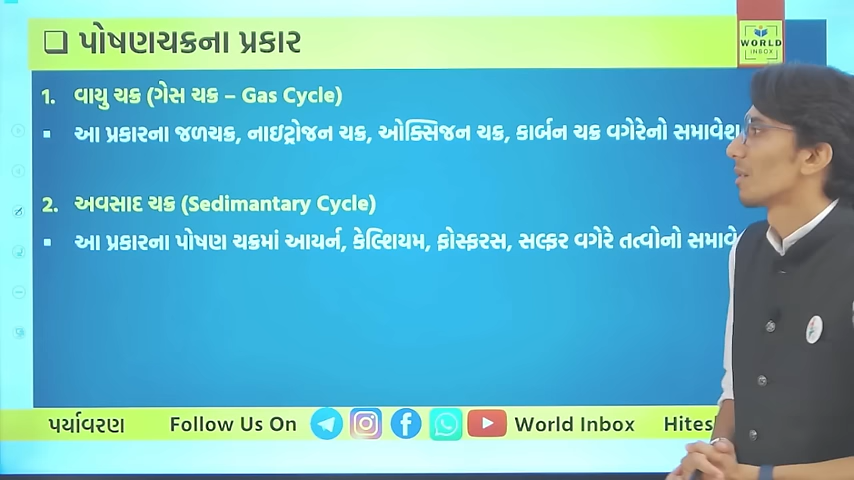 ❑ પોષણચક્રના પ્રકાર
WORLD
INBOX
1. વાયુ ચક્ર (ગેસ ચક્ર – Gas Cycle)
▪ આ પ્રકારના જળચક્ર, નાઇટ્રોજન ચક્ર, ઓક્સિજન ચક્ર, કાર્બન ચક્ર વગેરેનો સમાવેશ
2. અવસાદ ચક્ર (Sedimantary Cycle)
▪ આ પ્રકારના પોષણ ચક્રમાં આયર્ન, કેલ્શિયમ, ફોસ્ફરસ, સલ્ફર વગેરે તત્વોનો સમાવે
પર્યાવરણ Follow Us On World Inbox Hites